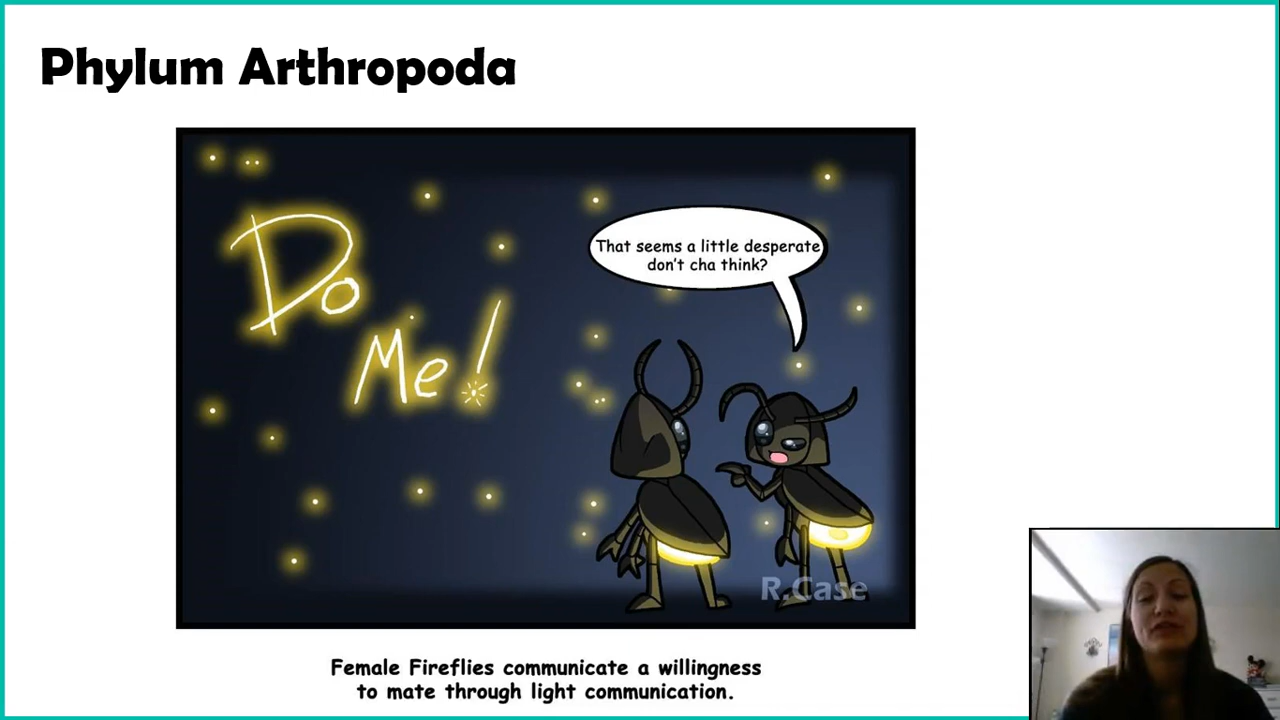 Phylum Arthropoda
Do
Me!
That seems a little desperate
don't cha think?
R.Case
Female Fireflies communicate a willingness
to mate through light communication.